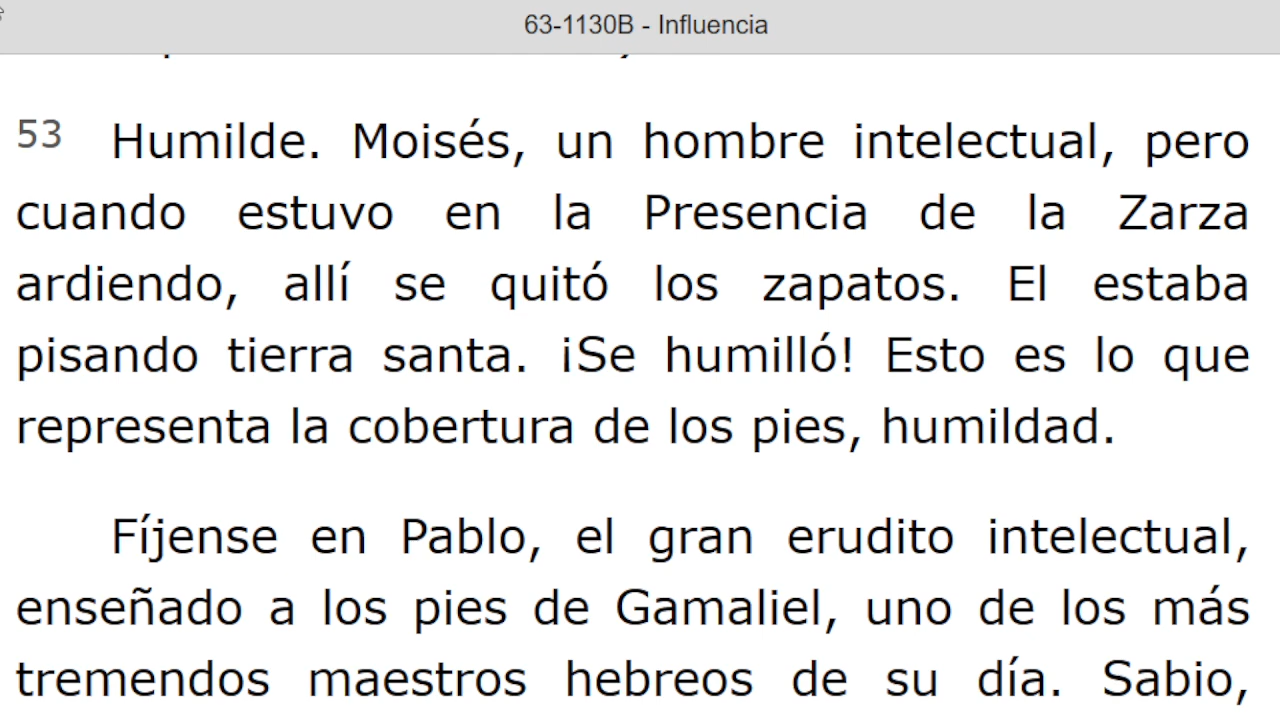 63-1130B - Influencia
53 Humilde. Moisés, un hombre intelectual, pero
cuando estuvo en la Presencia de la Zarza
ardiendo, allí se quitó los zapatos. El estaba
pisando tierra santa. ¡Se humilló! Esto es lo que
representa la cobertura de los pies, humildad.
Fíjense en Pablo, el gran erudito intelectual,
enseñado a los pies de Gamaliel, uno de los más
tremendos maestros hebreos de su día. Sabio,